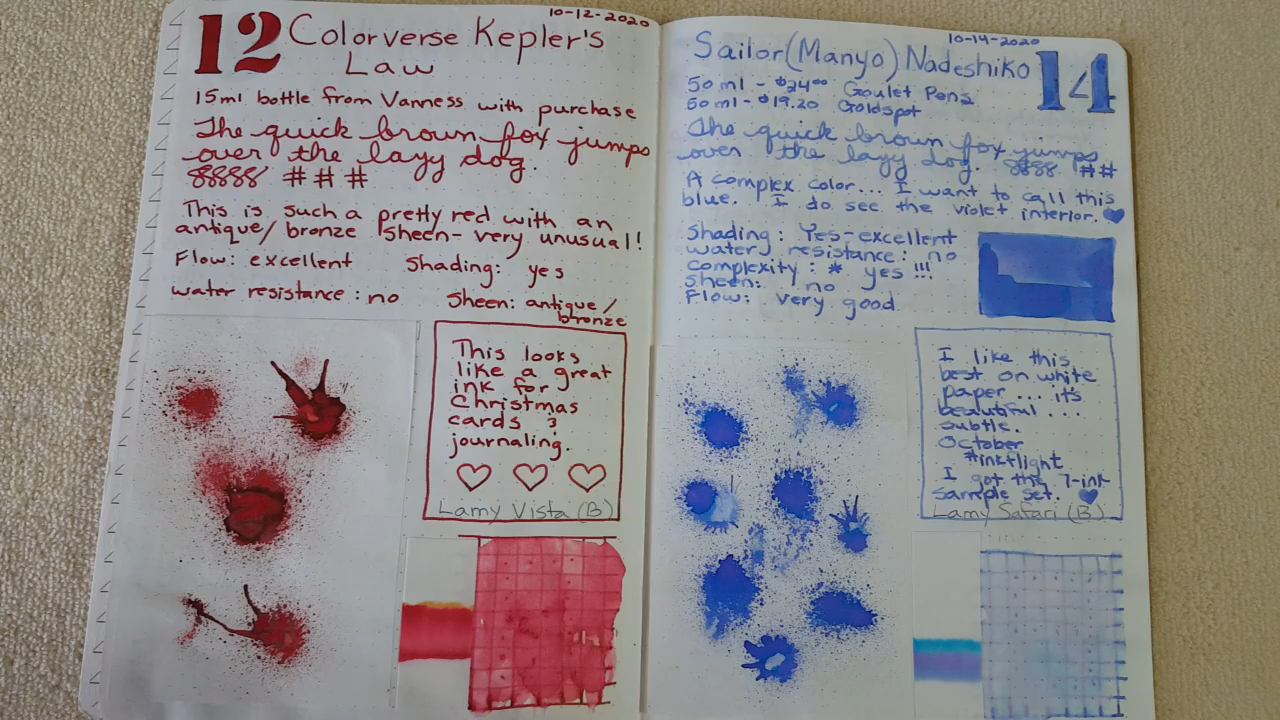 10-12-2020
12 Colorverse Kepler's
Law
15ml bottle from Vanness with purchase
The quick brown fox jumps
over the lazy dog.
8888 ###
This is such a pretty red with an
antique/bronze sheen- very unusual!
Flow: excellent Shading: yes
water resistance: no Sheen: antique/
bronze
This looks
like a great
ink for
Christmas
cards &
journaling.
Lamy Vista (B)
10-14-2020
Sailor (Manyo) Nadeshiko 14
50ml - $24.00 Goulet Pens
50ml - $19.20 Goldspot
The quick brown fox jumps
over the lazy dog. 8888 ##
A complex color... I want to call this
blue. I do see the violet interior. ♥
Shading: Yes-excellent
water resistance: no
complexity: * yes!!!
Sheen: no
Flow: very good
I like this
best on white
paper... it's
beautiful...
subtle.
October
#inkflight
I got the 7-ink
sample set. ♥
Lamy Safari (B)